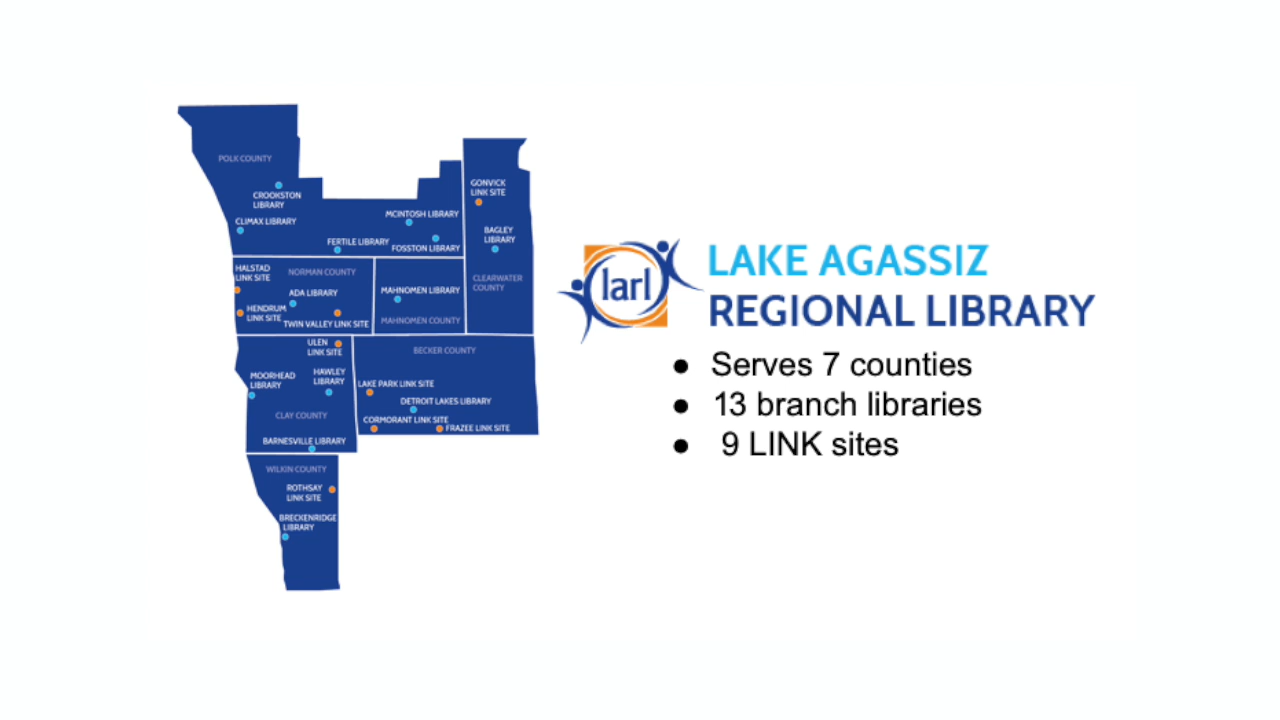 POLK COUNTY
CROOKSTON
LIBRARY
CLIMAX LIBRARY
MCINTOSH LIBRARY
FERTILE LIBRARY
FOSSTON LIBRARY
GONVICK
LINK SITE
BAGLEY
LIBRARY
CLEARWATER
COUNTY
HALSTAD
LINK SITE
NORMAN COUNTY
ADA LIBRARY
HENDRUM
LINK SITE
TWIN VALLEY LINK SITE
MAHNOMEN LIBRARY
MAHNOMEN COUNTY
ULEN
LINK SITE
MOORHEAD
LIBRARY
HAWLEY
LIBRARY
CLAY COUNTY
BARNESVILLE LIBRARY
BECKER COUNTY
LAKE PARK LINK SITE
DETROIT LAKES LIBRARY
CORMORANT LINK SITE
FRAZEE LINK SITE
WILKIN COUNTY
ROTHSAY
LINK SITE
BRECKENRIDGE
LIBRARY
larl
LAKE AGASSIZ
REGIONAL LIBRARY
● Serves 7 counties
● 13 branch libraries
● 9 LINK sites